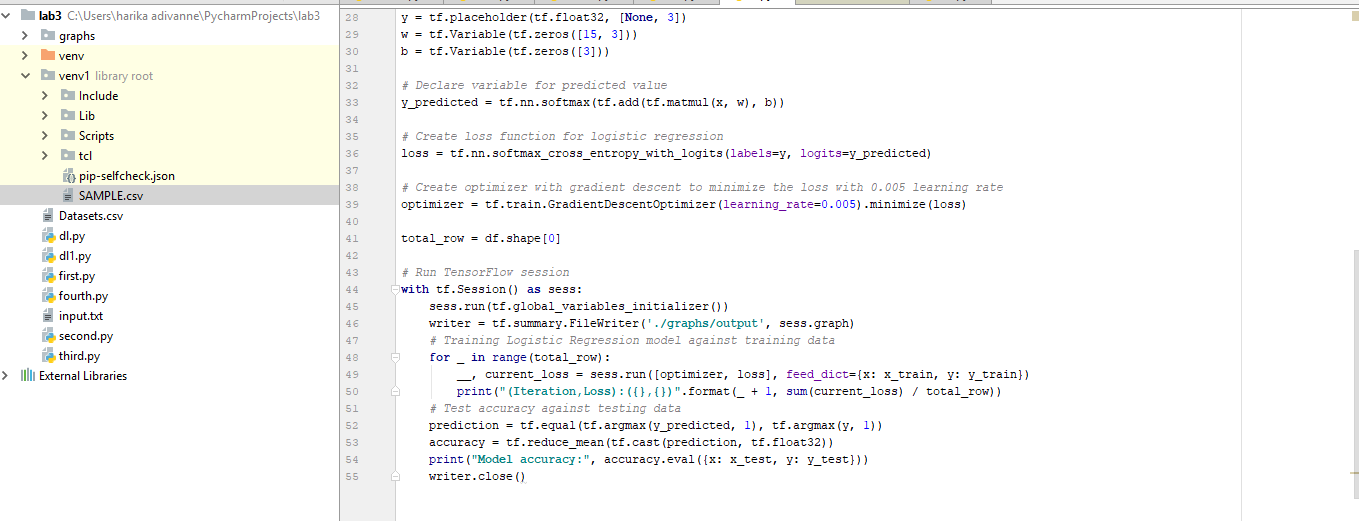 lab3 C:\Users\harika adivanne\PycharmProjects\lab3
graphs
venv
venv1 library root
Include
Lib
Scripts
tcl
pip-selfcheck.json
SAMPLE.csv
Datasets.csv
dl.py
dl1.py
first.py
fourth.py
input.txt
second.py
third.py
External Libraries
28 y = tf.placeholder(tf.float32, [None, 3])
29 w = tf.Variable(tf.zeros([15, 3]))
30 b = tf.Variable(tf.zeros([3]))
31
32 # Declare variable for predicted value
33 y_predicted = tf.nn.softmax(tf.add(tf.matmul(x, w), b))
34
35 # Create loss function for logistic regression
36 loss = tf.nn.softmax_cross_entropy_with_logits(labels=y, logits=y_predicted)
37
38 # Create optimizer with gradient descent to minimize the loss with 0.005 learning rate
39 optimizer = tf.train.GradientDescentOptimizer(learning_rate=0.005).minimize(loss)
40
41 total_row = df.shape[0]
42
43 # Run TensorFlow session
44 with tf.Session() as sess:
45     sess.run(tf.global_variables_initializer())
46     writer = tf.summary.FileWriter('./graphs/output', sess.graph)
47     # Training Logistic Regression model against training data
48     for _ in range(total_row):
49         __, current_loss = sess.run([optimizer, loss], feed_dict={x: x_train, y: y_train})
50         print("(Iteration,Loss):({},{})".format(_ + 1, sum(current_loss) / total_row))
51     # Test accuracy against testing data
52     prediction = tf.equal(tf.argmax(y_predicted, 1), tf.argmax(y, 1))
53     accuracy = tf.reduce_mean(tf.cast(prediction, tf.float32))
54     print("Model accuracy:", accuracy.eval({x: x_test, y: y_test}))
55     writer.close()